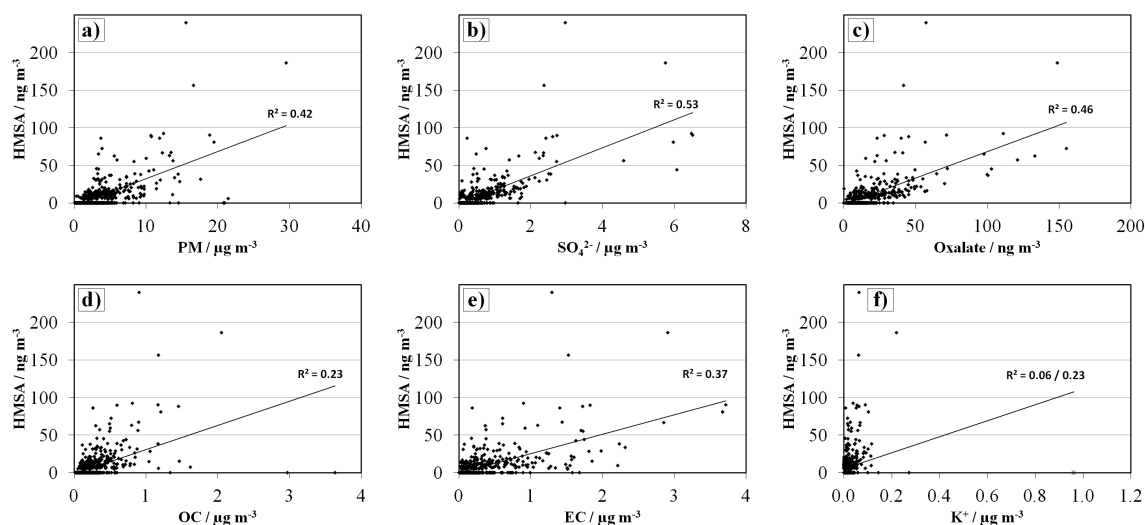 a)
HMSA / ng m⁻³
250
200
150
100
50
0
R² = 0.42
0 10 20 30 40
PM / µg m⁻³
b)
HMSA / ng m⁻³
250
200
150
100
50
0
R² = 0.53
0 2 4 6 8
SO₄²⁻ / µg m⁻³
c)
HMSA / ng m⁻³
250
200
150
100
50
0
R² = 0.46
0 50 100 150 200
Oxalate / ng m⁻³
d)
HMSA / ng m⁻³
250
200
150
100
50
0
R² = 0.23
0 1 2 3 4
OC / µg m⁻³
e)
HMSA / ng m⁻³
250
200
150
100
50
0
R² = 0.37
0 1 2 3 4
EC / µg m⁻³
f)
HMSA / ng m⁻³
250
200
150
100
50
0
R² = 0.06 / 0.23
0.0 0.2 0.4 0.6 0.8 1.0 1.2
K⁺ / µg m⁻³